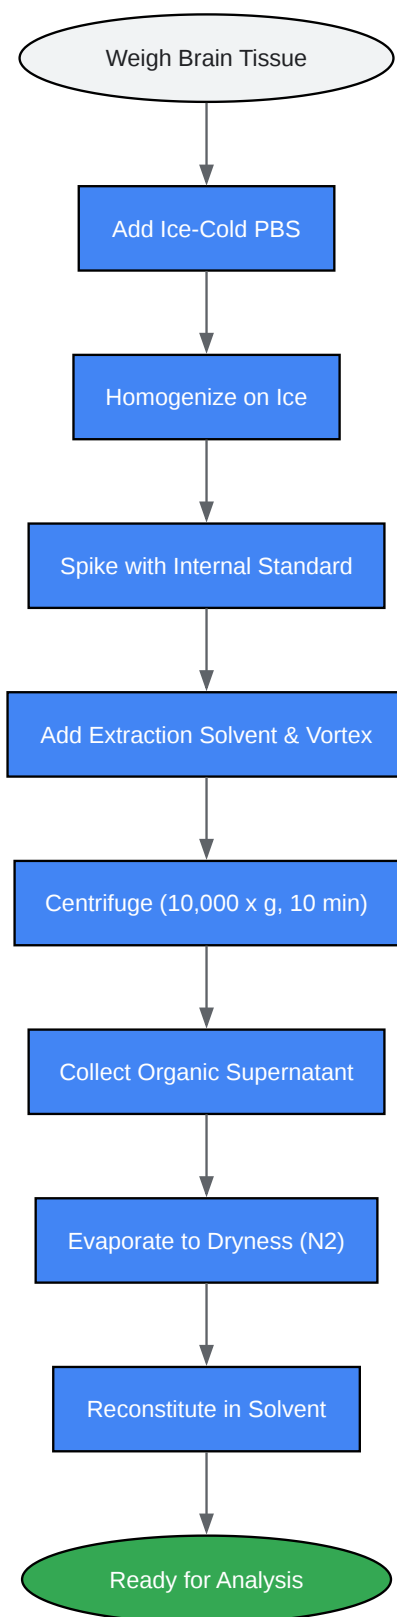 Weigh Brain Tissue
Add Ice-Cold PBS
Homogenize on Ice
Spike with Internal Standard
Add Extraction Solvent & Vortex
Centrifuge (10,000 x g, 10 min)
Collect Organic Supernatant
Evaporate to Dryness (N2)
Reconstitute in Solvent
Ready for Analysis